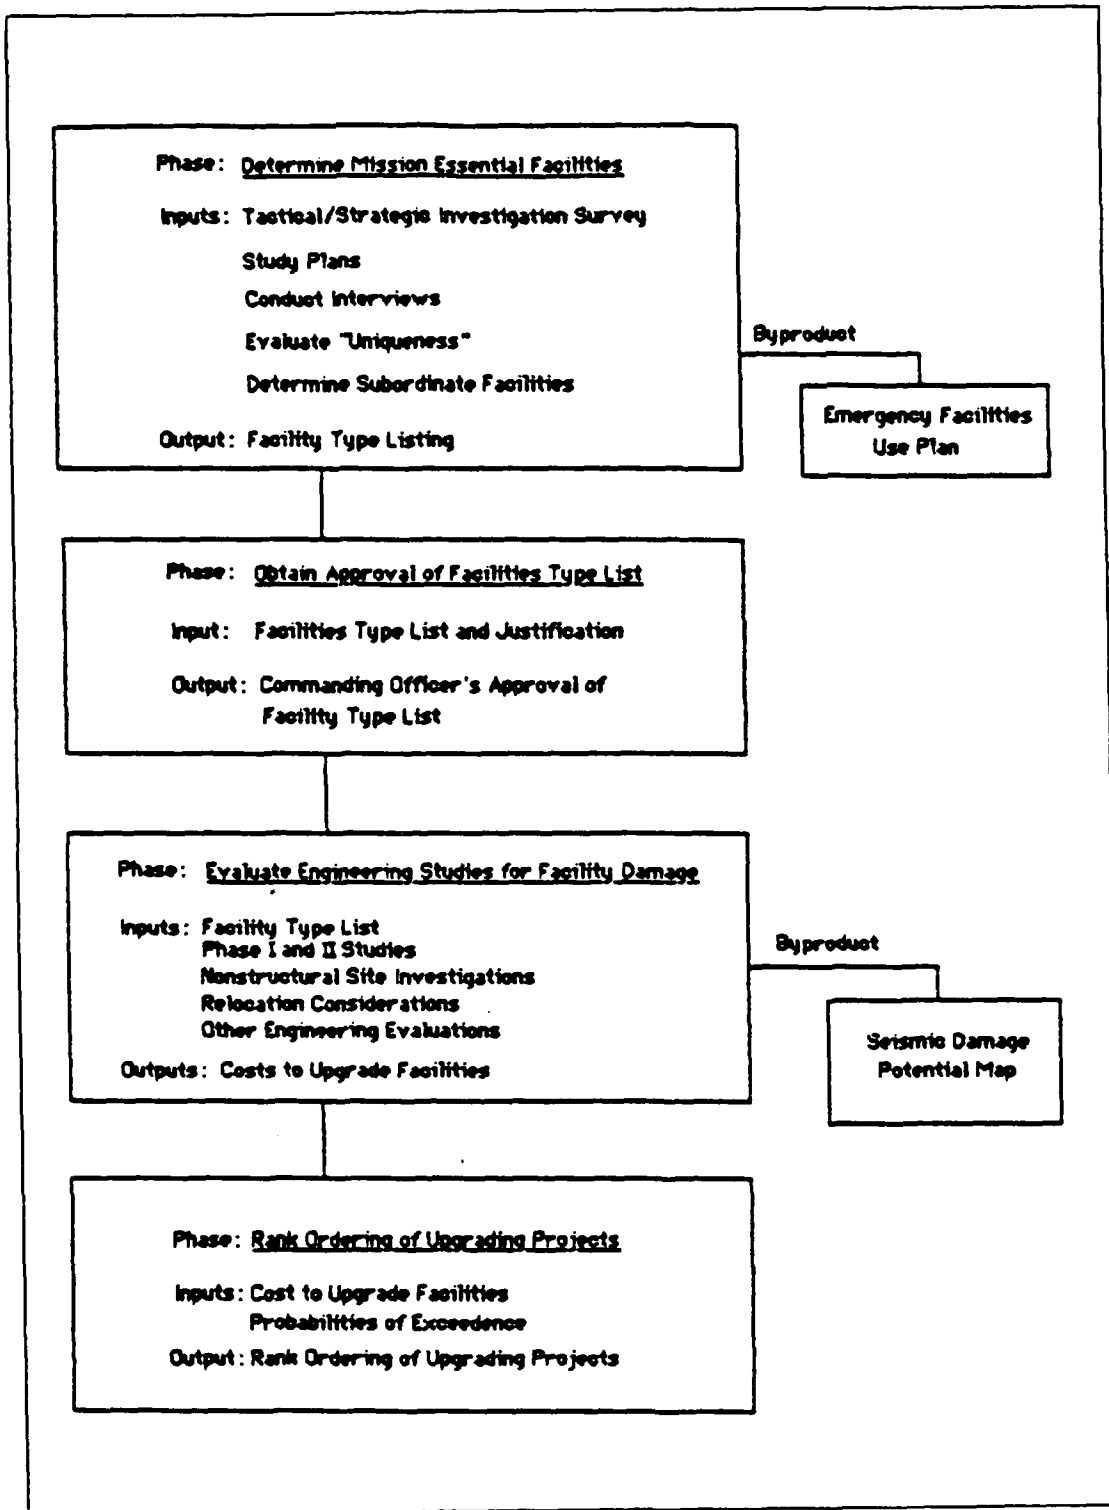 Phase: Determine Mission Essential Facilities
Inputs: Tactical/Strategic Investigation Survey
Study Plans
Conduct Interviews
Evaluate "Uniqueness"
Determine Subordinate Facilities
Output: Facility Type Listing
Byproduct
Emergency Facilities
Use Plan
Phase: Obtain Approval of Facilities Type List
Input: Facilities Type List and Justification
Output: Commanding Officer's Approval of
Facility Type List
Phase: Evaluate Engineering Studies for Facility Damage
Inputs: Facility Type List
Phase I and II Studies
Nonstructural Site Investigations
Relocation Considerations
Other Engineering Evaluations
Outputs: Costs to Upgrade Facilities
Byproduct
Seismic Damage
Potential Map
Phase: Rank Ordering of Upgrading Projects
Inputs: Cost to Upgrade Facilities
Probabilities of Exceedence
Output: Rank Ordering of Upgrading Projects